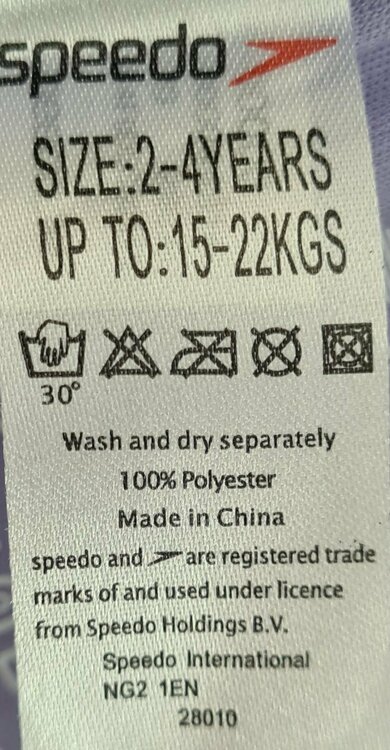 speedo
SIZE:2-4YEARS
UP TO:15-22KGS
30°
Wash and dry separately
100% Polyester
Made in China
speedo and are registered trade
marks of and used under licence
from Speedo Holdings B.V.
Speedo International
NG2 1EN
28010